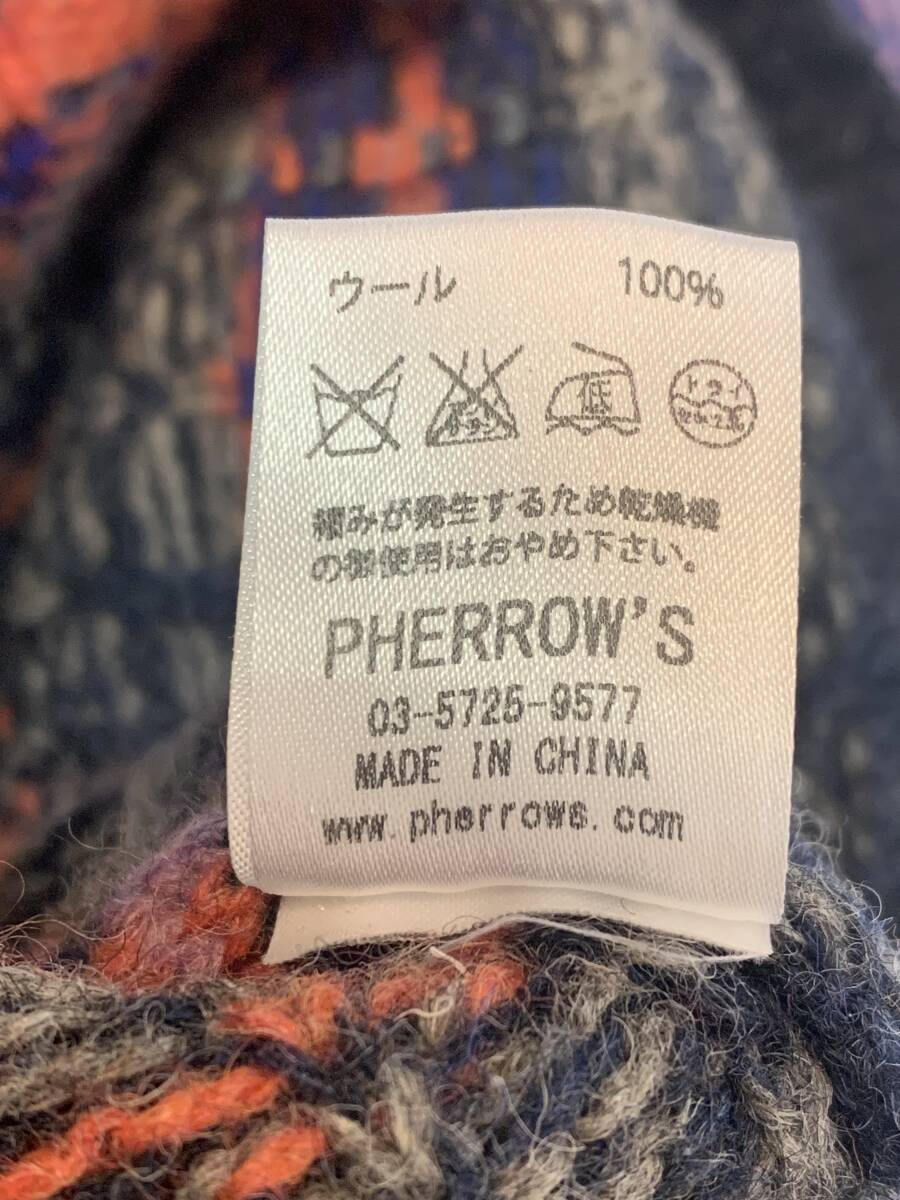 ウール 100%
低
縮みが発生するため乾燥機
の御使用はおやめ下さい。
PHERROW'S
03-5725-9577
MADE IN CHINA
www.pherrows.com